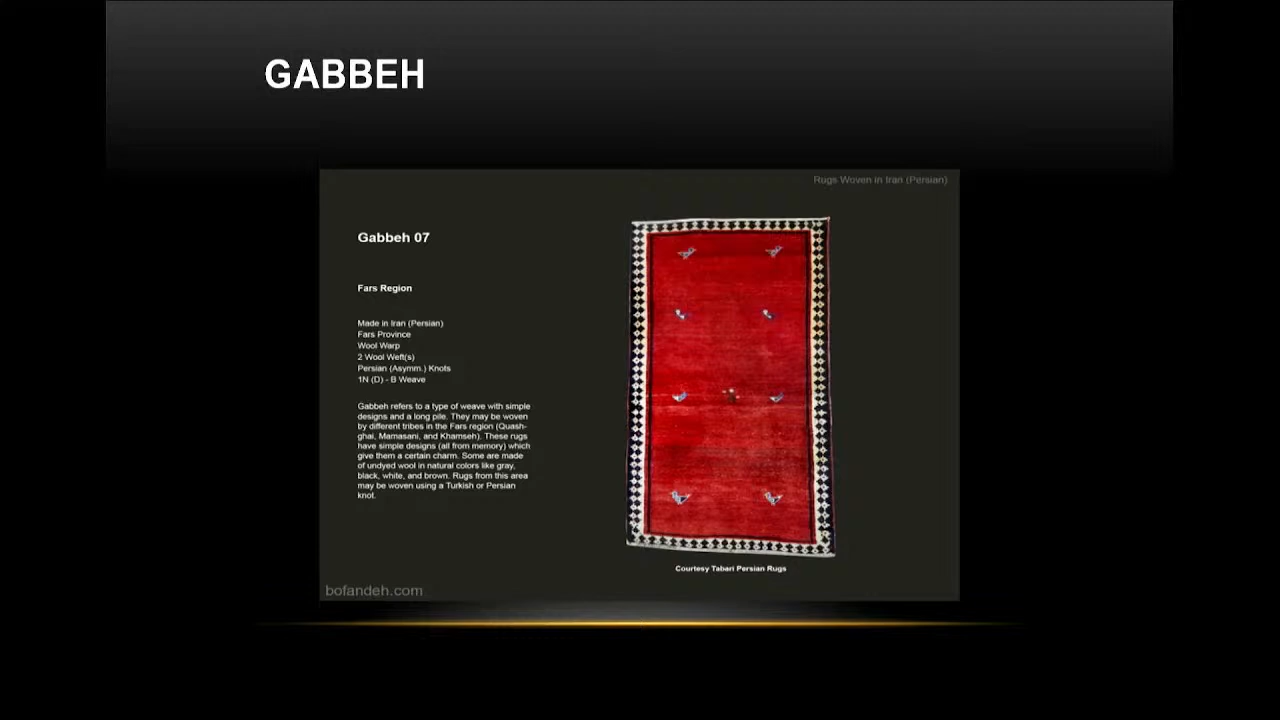 GABBEH
Rugs Woven in Iran (Persian)
Gabbeh 07
Fars Region
Made in Iran (Persian)
Fars Province
Wool Warp
2 Wool Weft(s)
Persian (Asymm.) Knots
1N (D) - B Weave
Gabbeh refers to a type of weave with simple
designs and a long pile. They may be woven
by different tribes in the Fars region (Quash-
ghai, Mamasani, and Khamseh). These rugs
have simple designs (all from memory) which
give them a certain charm. Some are made
of undyed wool in natural colors like gray,
black, white, and brown. Rugs from this area
may be woven using a Turkish or Persian
knot.
Courtesy Tabari Persian Rugs
bofandeh.com